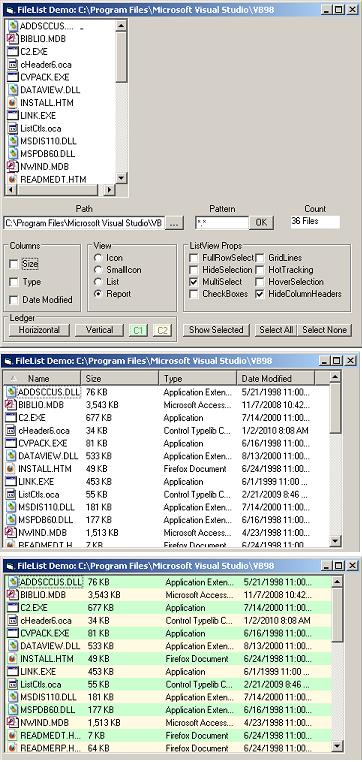 FileList Demo: C:\Program Files\Microsoft Visual Studio\VB98
ADDSCCUS....
BIBLIO.MDB
C2.EXE
cHeader6.oca
CVPACK.EXE
DATAVIEW.DLL
INSTALL.HTM
LINK.EXE
ListCtls.oca
MSDIS110.DLL
MSPDB60.DLL
NWIND.MDB
READMEDT.HTM
Path Pattern Count
C:\Program Files\Microsoft Visual Studio\VB ... *.* OK 36 Files
Columns View ListView Props
Size Icon FullRowSelect GridLines
Type SmallIcon HideSelection HotTracking
Date Modified List MultiSelect HoverSelection
Report CheckBoxes HideColumnHeaders
Ledger
Horizizontal Vertical C1 C2 Show Selected Select All Select None
FileList Demo: C:\Program Files\Microsoft Visual Studio\VB98
Name Size Type Date Modified
ADDSCCUS.DLL 76 KB Application Exten... 5/21/1998 11:00...
BIBLIO.MDB 3,543 KB Microsoft Access... 11/7/2008 10:42...
C2.EXE 677 KB Application 7/14/2000 11:00...
cHeader6.oca 34 KB Control Typelib C... 1/2/2010 8:08 AM
CVPACK.EXE 81 KB Application 6/16/1998 11:00...
DATAVIEW.DLL 533 KB Application Exten... 8/13/2000 11:00...
INSTALL.HTM 49 KB Firefox Document 6/24/1998 11:00...
LINK.EXE 453 KB Application 6/1/1999 11:00 ...
ListCtls.oca 55 KB Control Typelib C... 2/21/2009 8:46 ...
MSDIS110.DLL 181 KB Application Exten... 7/14/2000 11:00...
MSPDB60.DLL 177 KB Application Exten... 6/16/1998 11:00...
NWIND.MDB 1,513 KB Microsoft Access... 4/23/1998 11:00...
READMEDT.H... 7 KB Firefox Document 6/24/1998 11:00...
FileList Demo: C:\Program Files\Microsoft Visual Studio\VB98
ADDSCCUS.DLL 76 KB Application Exten... 5/21/1998 11:00...
BIBLIO.MDB 3,543 KB Microsoft Access... 11/7/2008 10:42...
C2.EXE 677 KB Application 7/14/2000 11:00...
cHeader6.oca 34 KB Control Typelib C... 1/2/2010 8:08 AM
CVPACK.EXE 81 KB Application 6/16/1998 11:00...
DATAVIEW.DLL 533 KB Application Exten... 8/13/2000 11:00...
INSTALL.HTM 49 KB Firefox Document 6/24/1998 11:00...
LINK.EXE 453 KB Application 6/1/1999 11:00 ...
ListCtls.oca 55 KB Control Typelib C... 2/21/2009 8:46 ...
MSDIS110.DLL 181 KB Application Exten... 7/14/2000 11:00...
MSPDB60.DLL 177 KB Application Exten... 6/16/1998 11:00...
NWIND.MDB 1,513 KB Microsoft Access... 4/23/1998 11:00...
READMEDT.H... 7 KB Firefox Document 6/24/1998 11:00...
READMERP.H... 64 KB Firefox Document 6/24/1998 11:00...